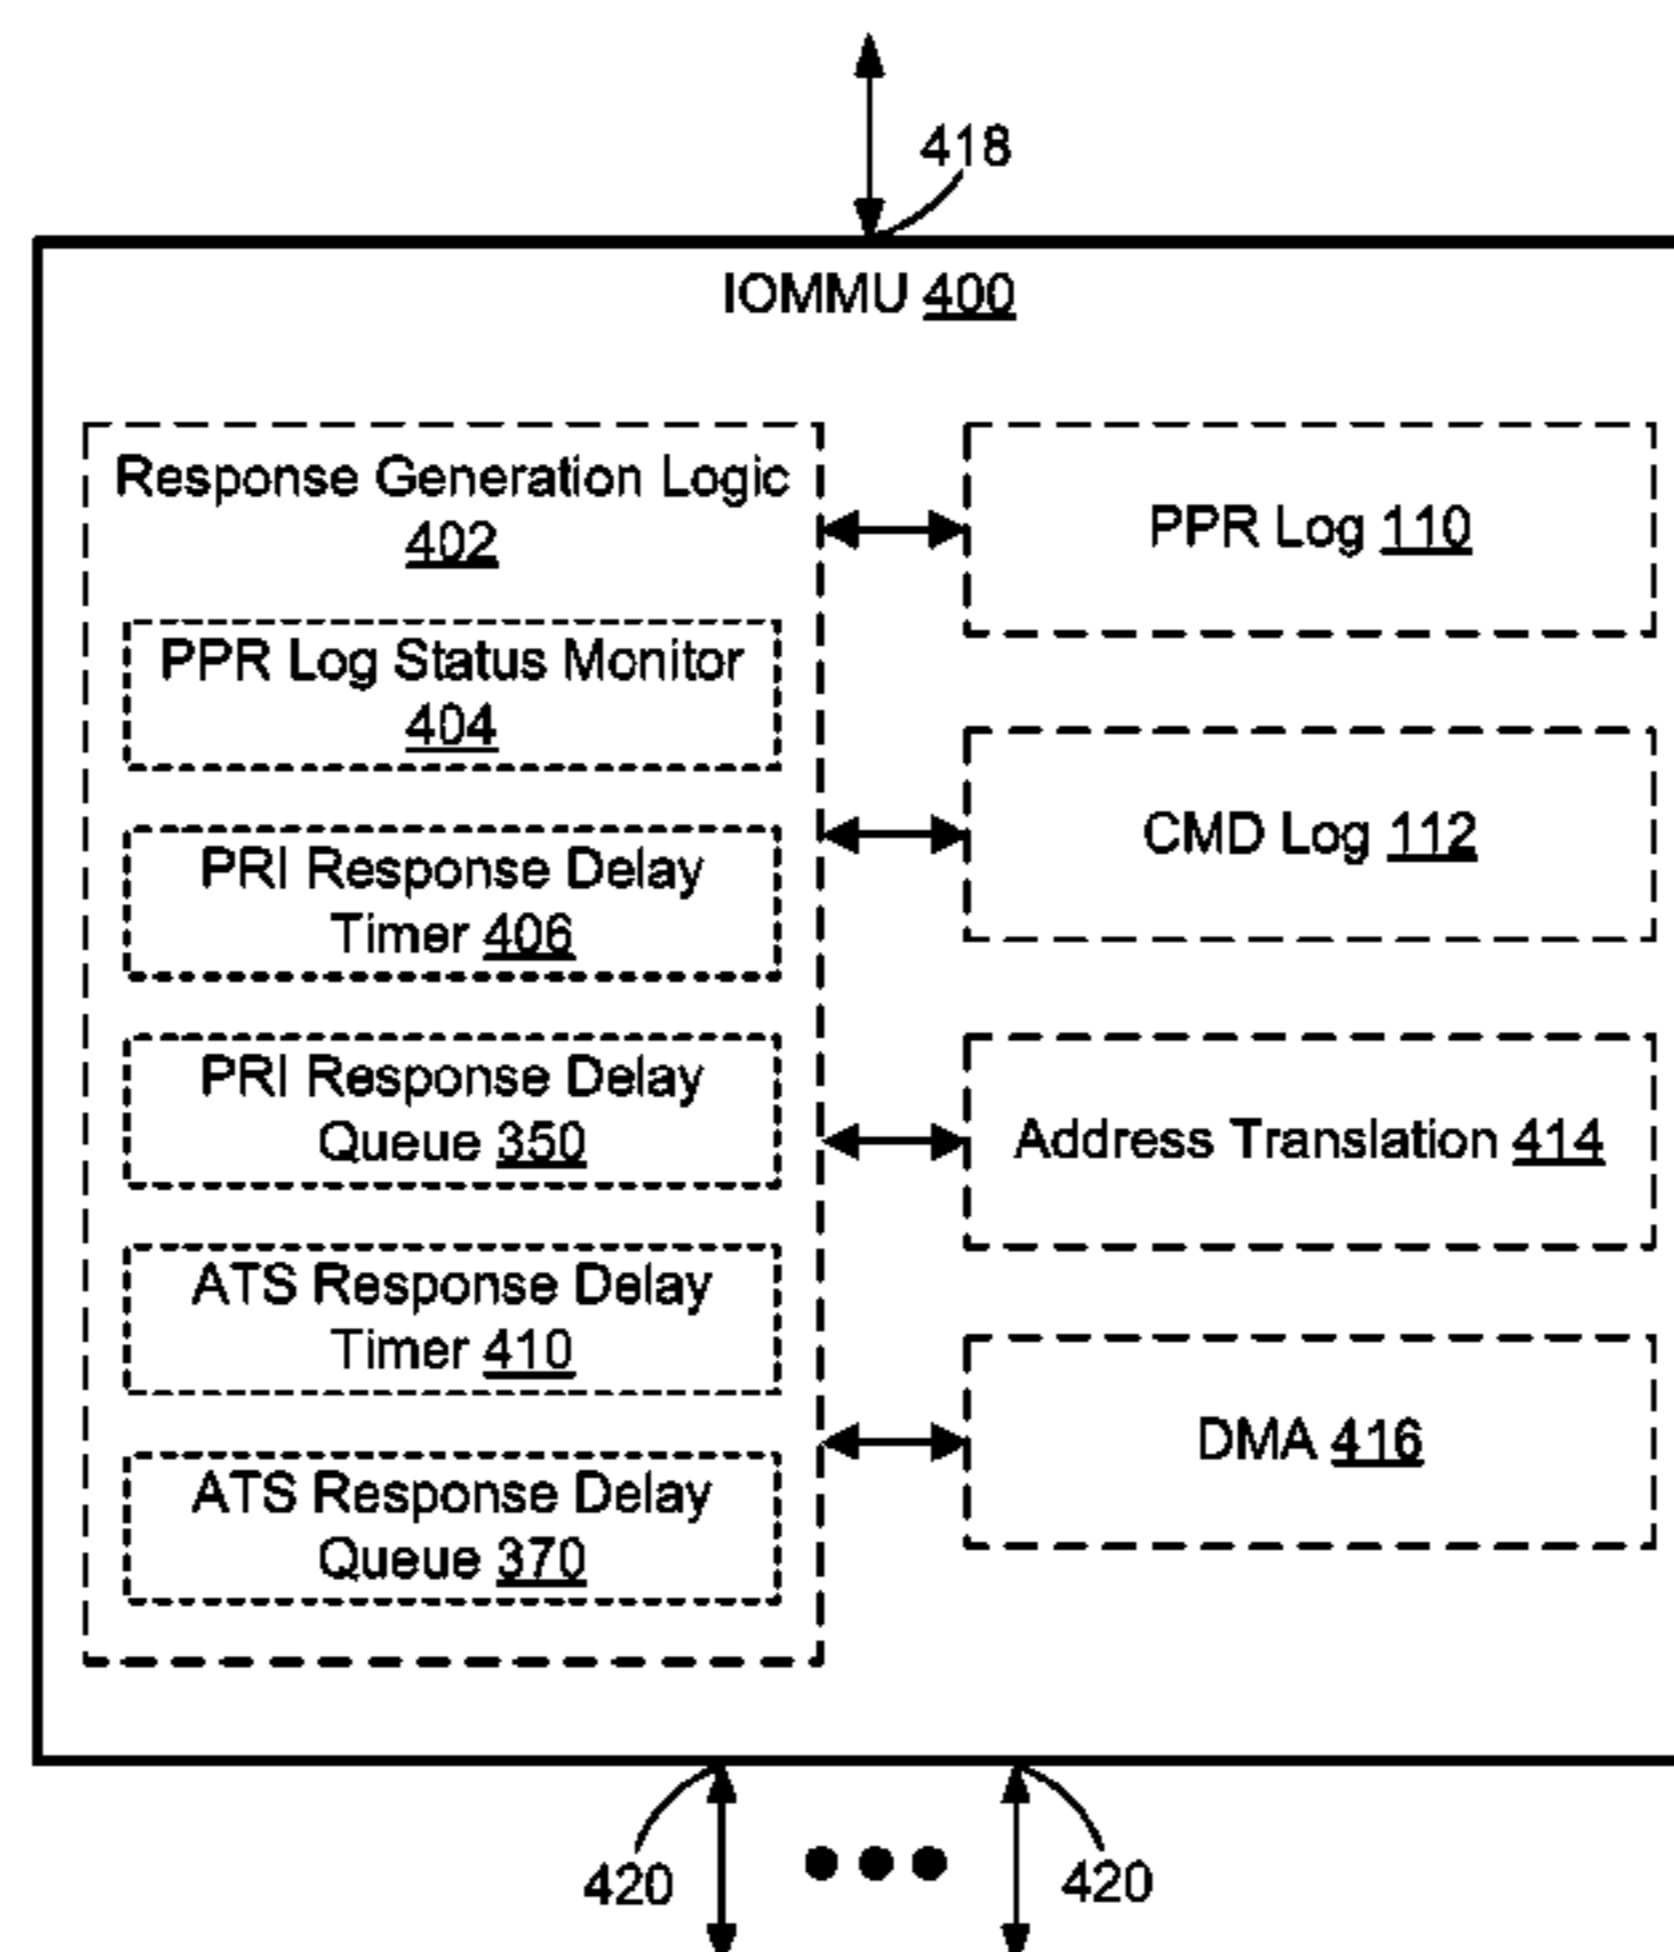 418
IOMMU 400
Response Generation Logic
402
PPR Log Status Monitor
404
PRI Response Delay
Timer 406
PRI Response Delay
Queue 350
ATS Response Delay
Timer 410
ATS Response Delay
Queue 370
PPR Log 110
CMD Log 112
Address Translation 414
DMA 416
420
420